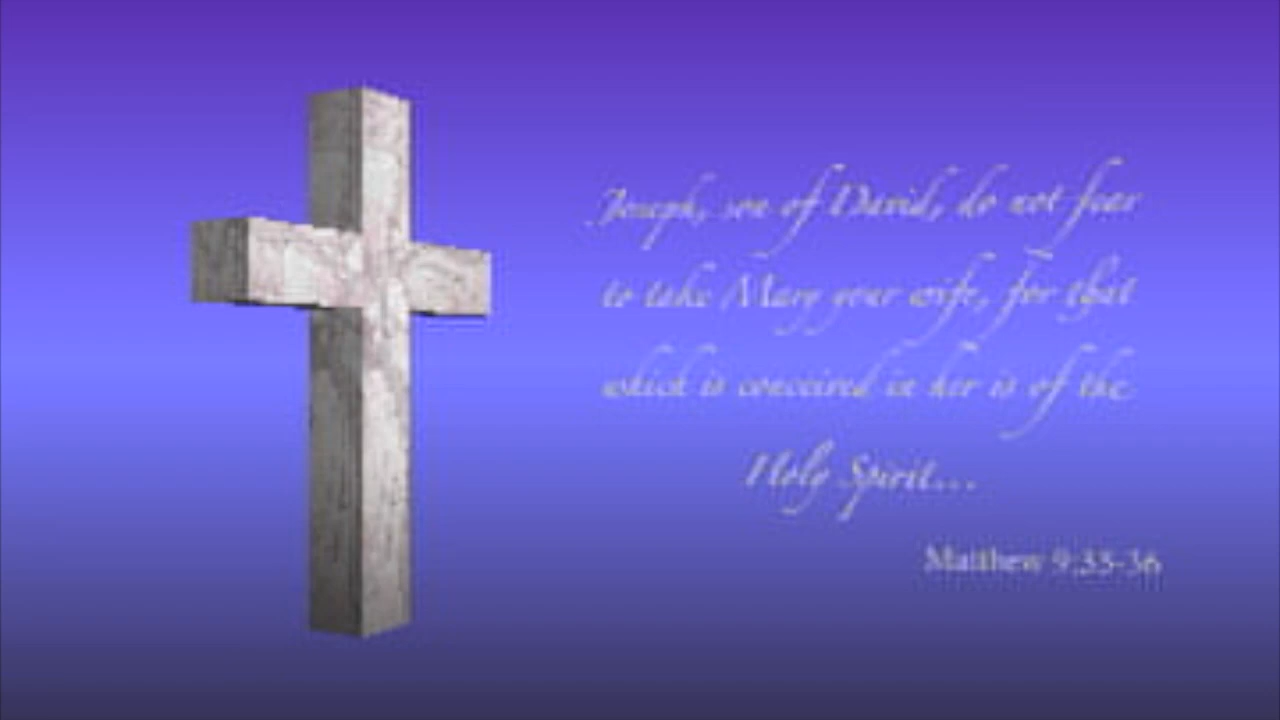 Joseph, son of David, do not fear
to take Mary your wife, for that
which is conceived in her is of the
Holy Spirit...
Matthew 9:35-36